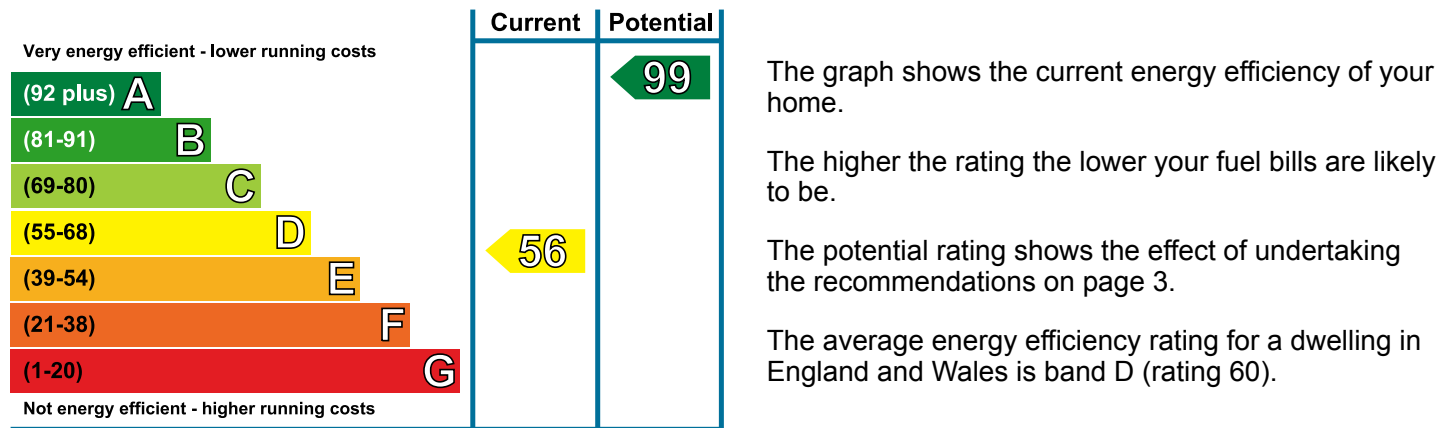 Current Potential
Very energy efficient - lower running costs
(92 plus) A
99
(81-91) B
(69-80) C
(55-68) D
56
(39-54) E
(21-38) F
(1-20) G
Not energy efficient - higher running costs
The graph shows the current energy efficiency of your
home.
The higher the rating the lower your fuel bills are likely
to be.
The potential rating shows the effect of undertaking
the recommendations on page 3.
The average energy efficiency rating for a dwelling in
England and Wales is band D (rating 60).